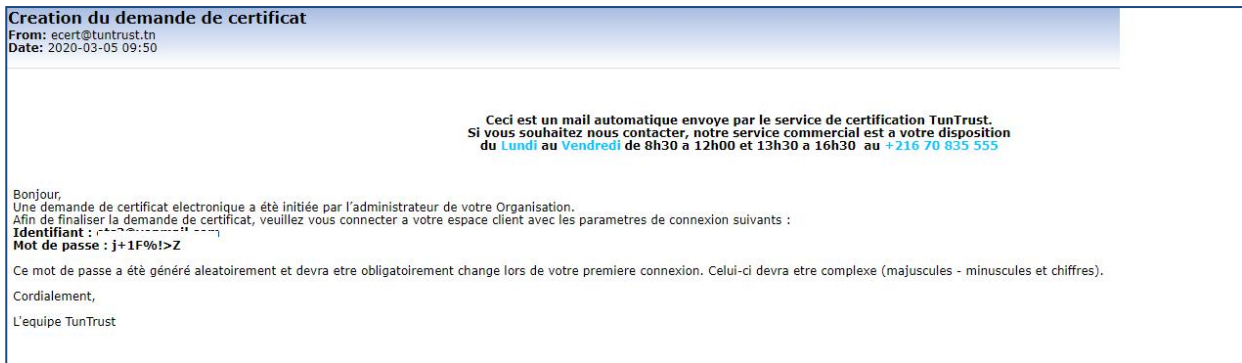 Creation du demande de certificat
From: ecert@tuntrust.tn
Date: 2020-03-05 09:50
Ceci est un mail automatique envoye par le service de certification TunTrust.
Si vous souhaitez nous contacter, notre service commercial est a votre disposition
du Lundi au Vendredi de 8h30 a 12h00 et 13h30 a 16h30 au +216 70 835 555
Bonjour,
Une demande de certificat electronique a étè initiée par l'administrateur de votre Organisation.
Afin de finaliser la demande de certificat, veuillez vous connecter a votre espace client avec les parametres de connexion suivants :
Identifiant :
Mot de passe : j+1F%!>Z
Ce mot de passe a étè généré aleatoirement et devra etre obligatoirement change lors de votre premiere connexion. Celui-ci devra etre complexe (majuscules - minuscules et chiffres).
Cordialement,
L'equipe TunTrust